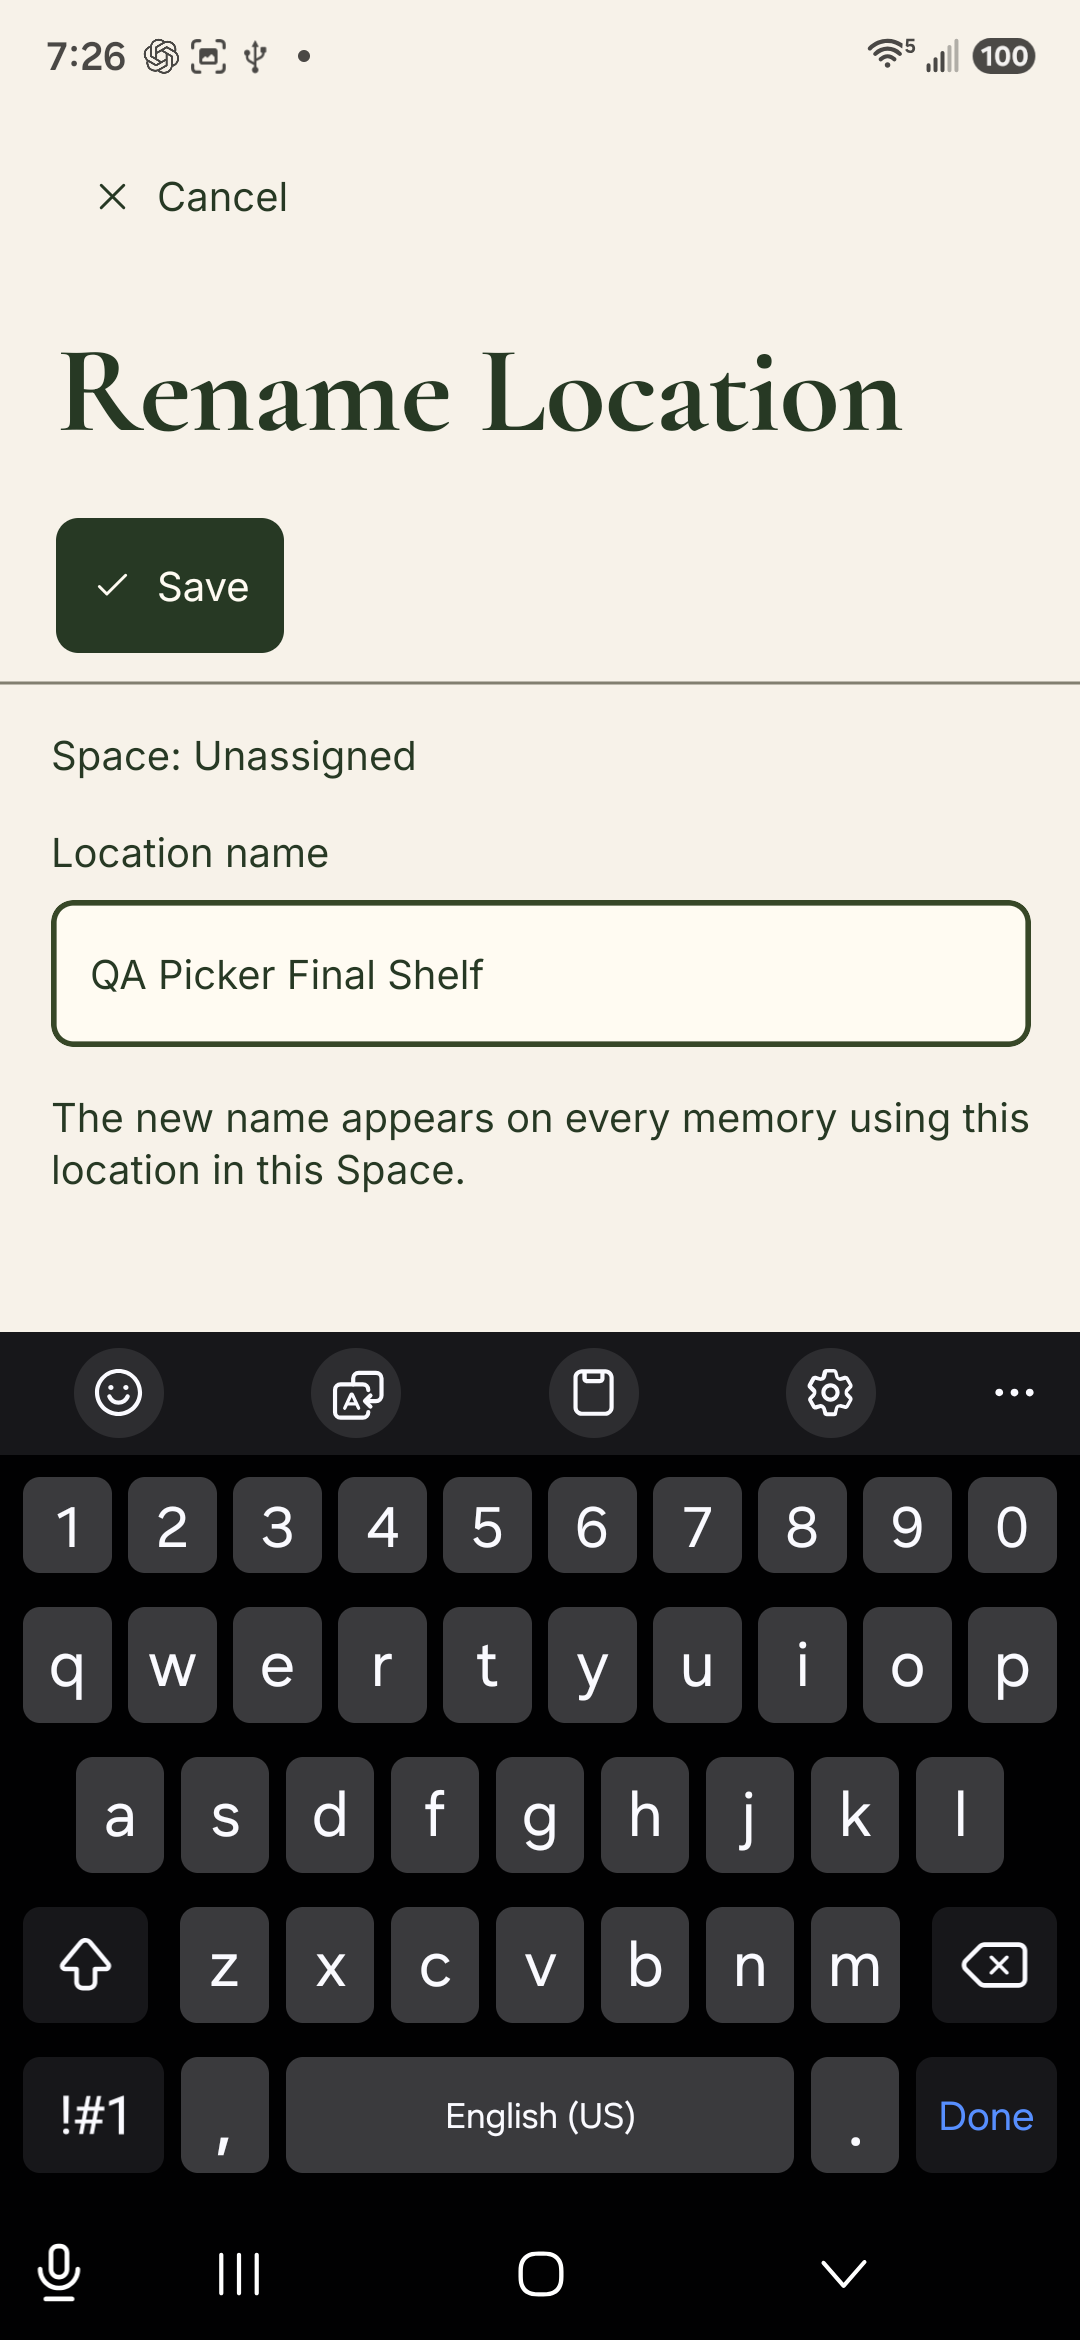 7:26
5
100
Cancel
Rename Location
Save
Space: Unassigned
Location name
QA Picker Final Shelf
The new name appears on every memory using this
location in this Space.
A
1 2 3 4 5 6 7 8 9 0
q w e r t y u i o p
a s d f g h j k l
z x c v b n m
!#1 , English (US) . Done